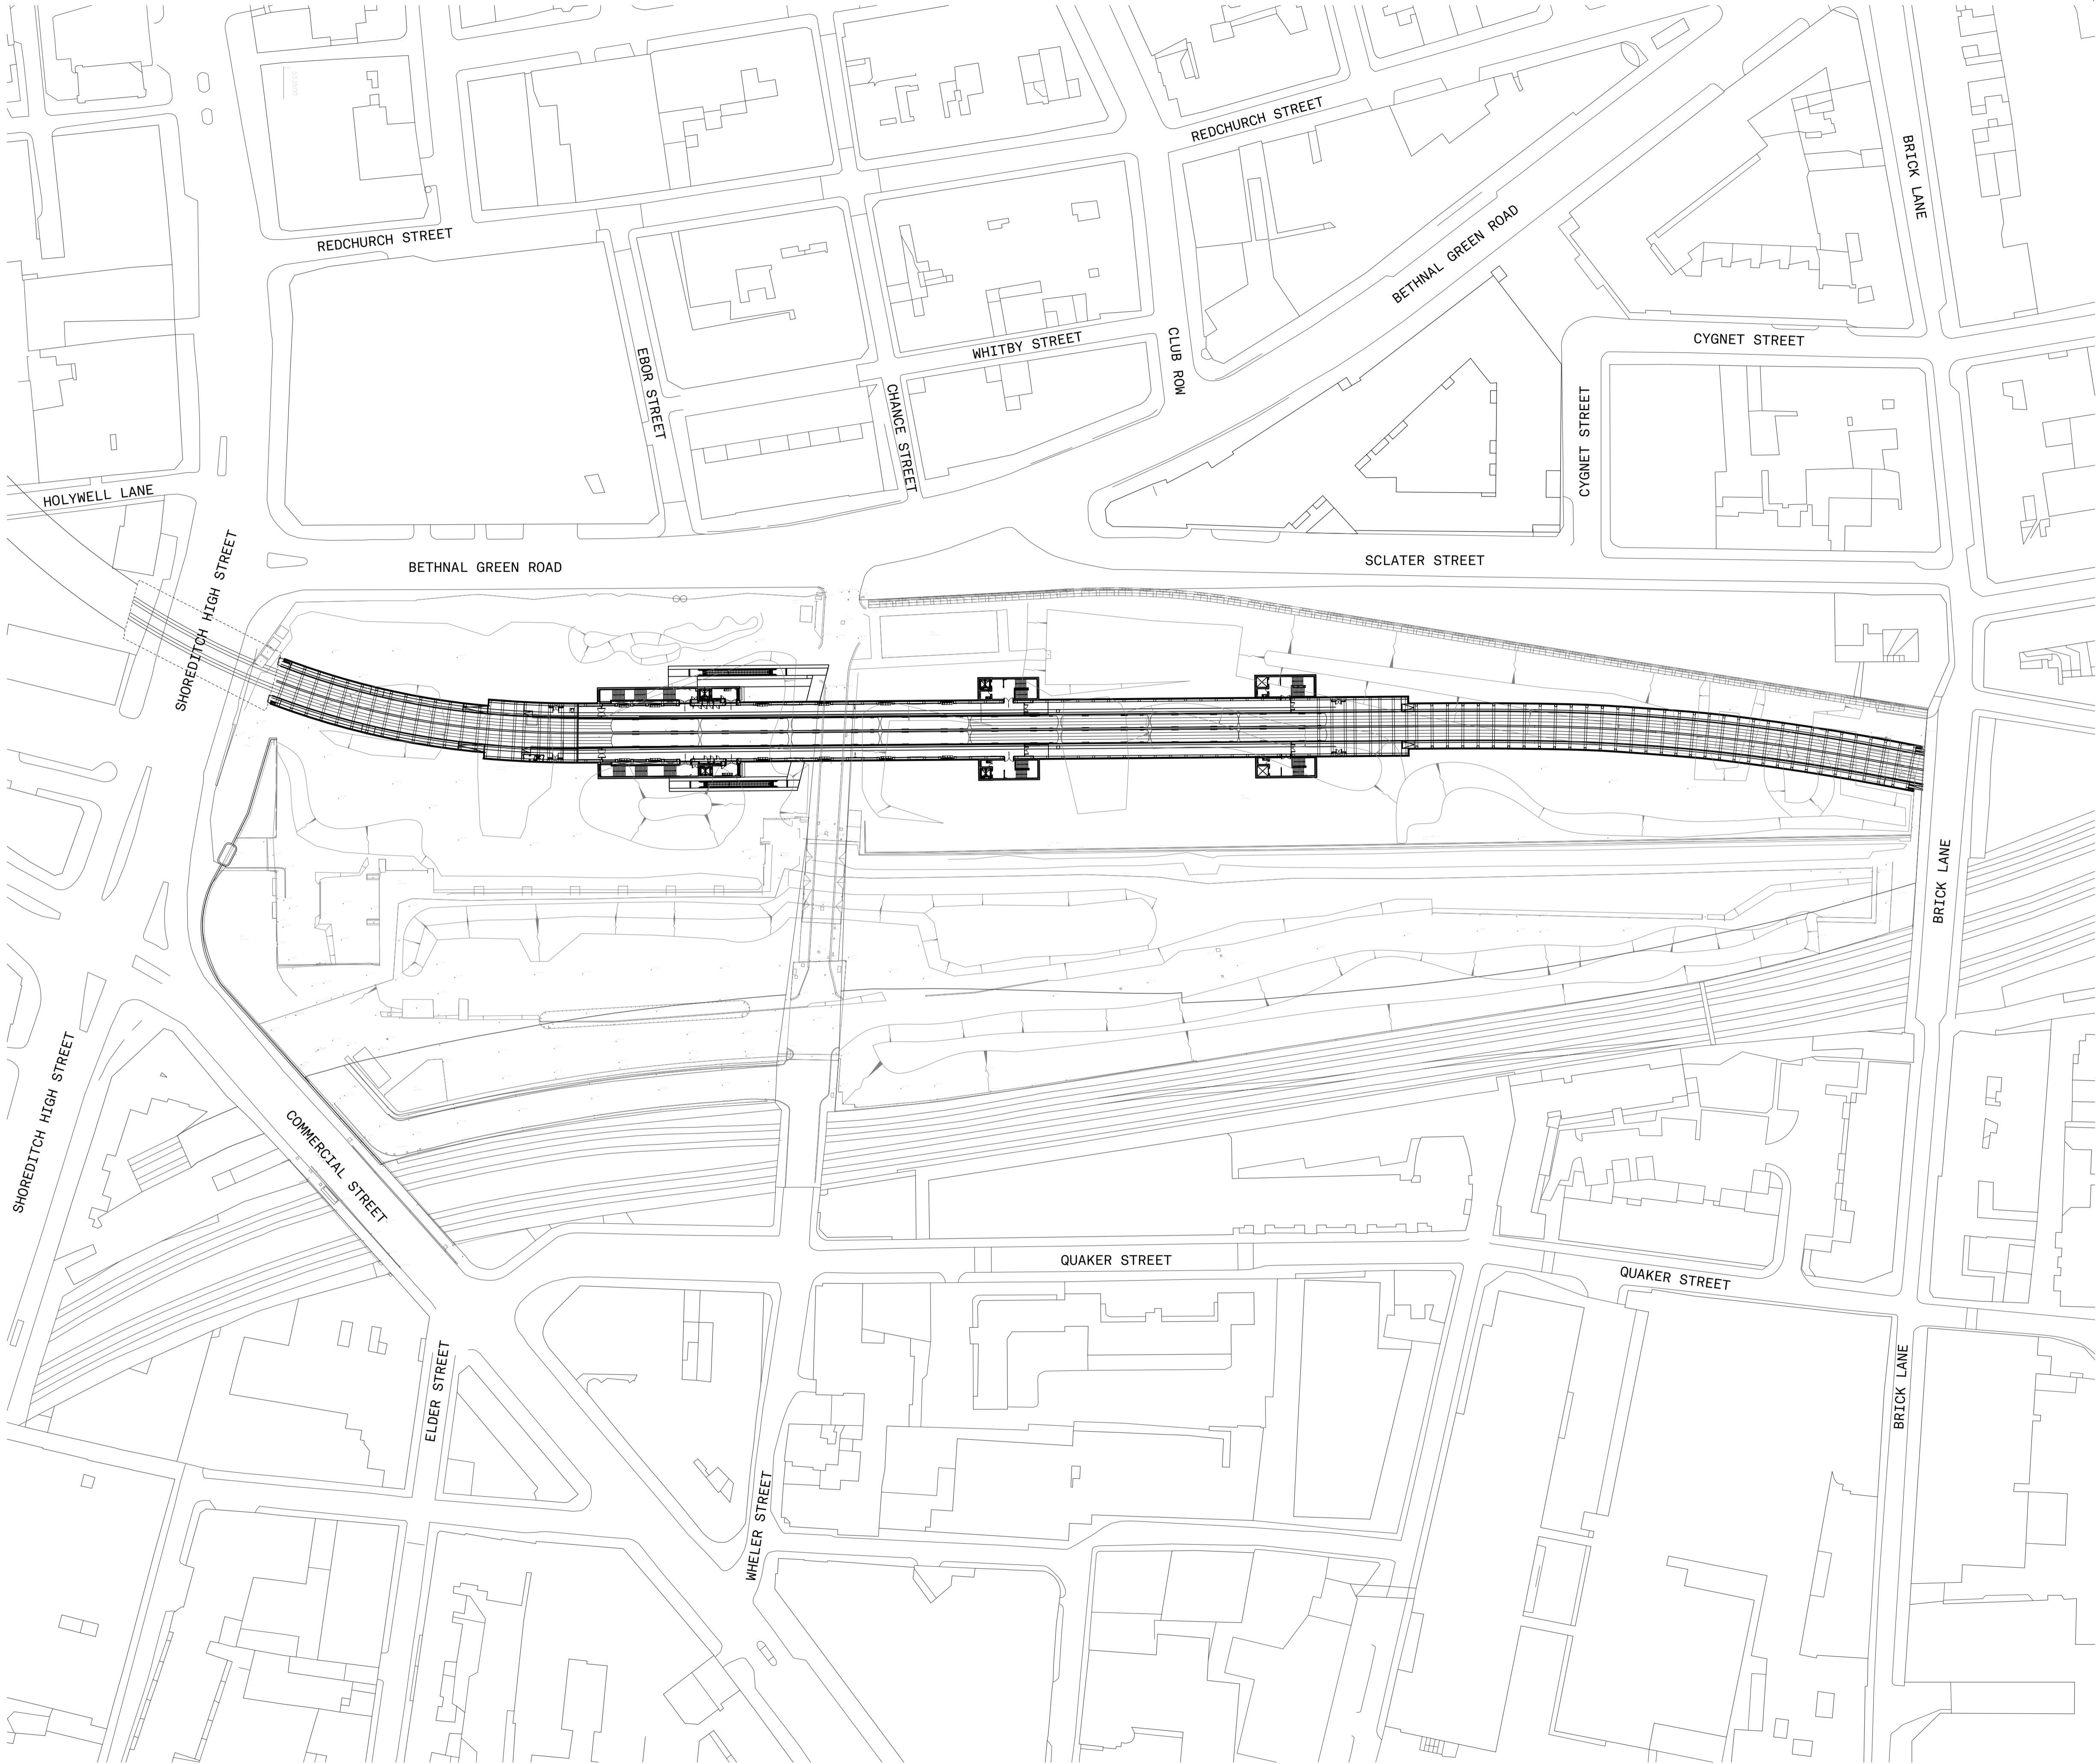 REDCHURCH STREET
BRICK LANE
REDCHURCH STREET
BETHNAL GREEN ROAD
CYGNET STREET
WHITBY STREET
CLUB ROW
EBOR STREET
CHANCE STREET
CYGNET STREET
HOLYWELL LANE
SHOREDITCH HIGH STREET
BETHNAL GREEN ROAD
SCLATER STREET
BRICK LANE
SHOREDITCH HIGH STREET
COMMERCIAL STREET
QUAKER STREET
QUAKER STREET
ELDER STREET
BRICK LANE
WHELER STREET